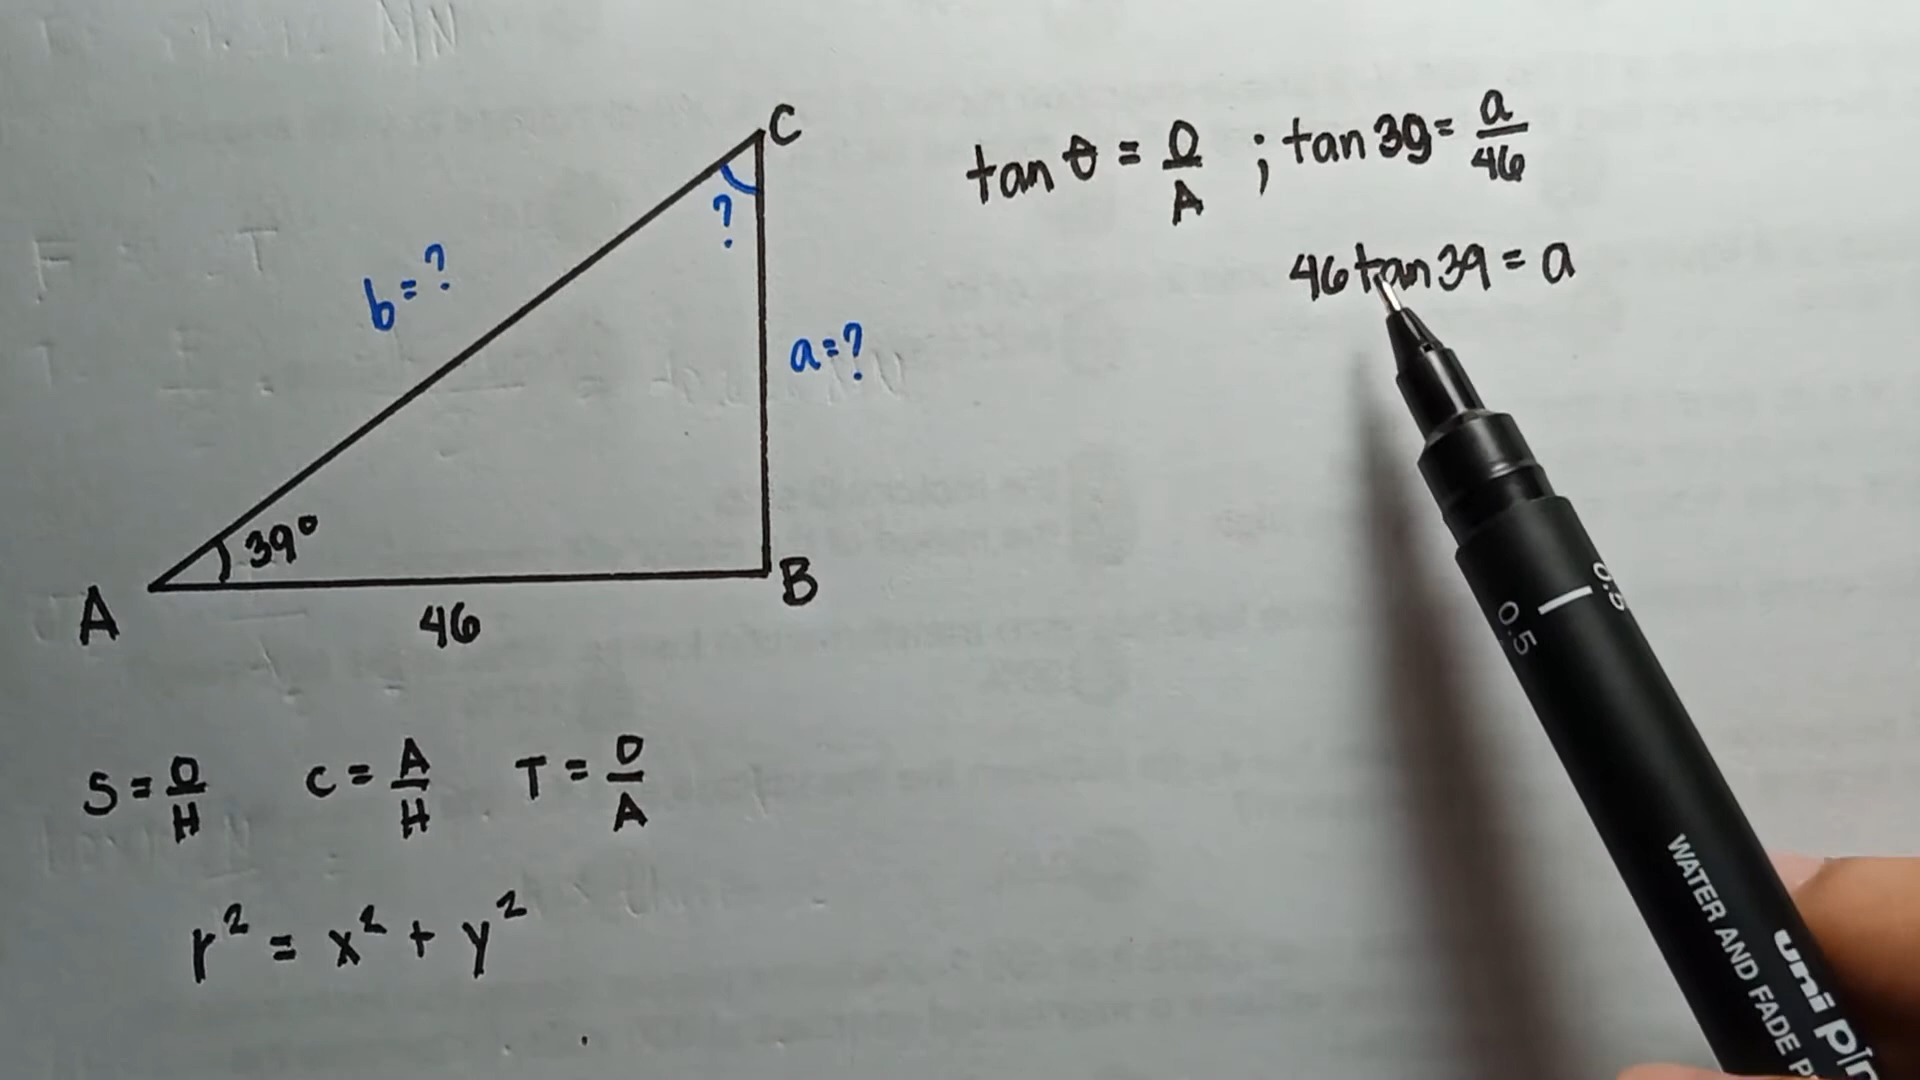 C
tan θ = O/A ; tan 39 = a/46
?
b = ?
46 tan 39 = a
a = ?
39°
A
B
46
0.5
0.5
S = O/H C = A/H T = O/A
r² = x² + y²
WATER AND FADE P
uni pin